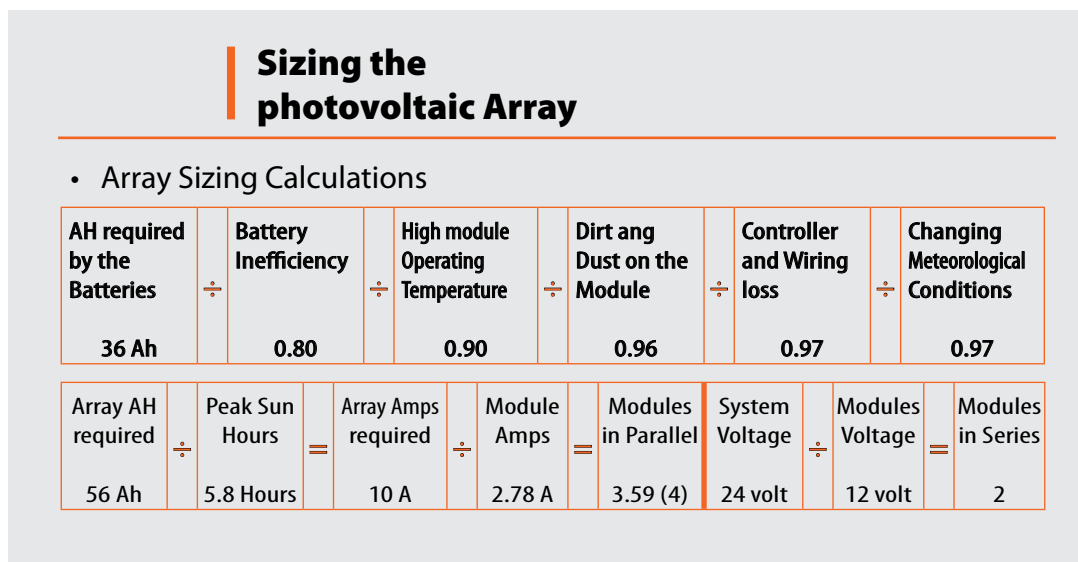 Sizing the
photovoltaic Array
• Array Sizing Calculations
AH required by the Batteries ÷ Battery Inefficiency ÷ High module Operating Temperature ÷ Dirt ang Dust on the Module ÷ Controller and Wiring loss ÷ Changing Meteorological Conditions
36 Ah 0.80 0.90 0.96 0.97 0.97
Array AH required ÷ Peak Sun Hours = Array Amps required ÷ Module Amps = Modules in Parallel System Voltage ÷ Modules Voltage = Modules in Series
56 Ah 5.8 Hours 10 A 2.78 A 3.59 (4) 24 volt 12 volt 2